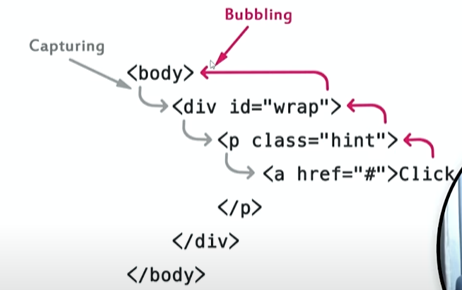 Bubbling
Capturing
<body>
<div id="wrap">
<p class="hint">
<a href="#">Click
</p>
</div>
</body>